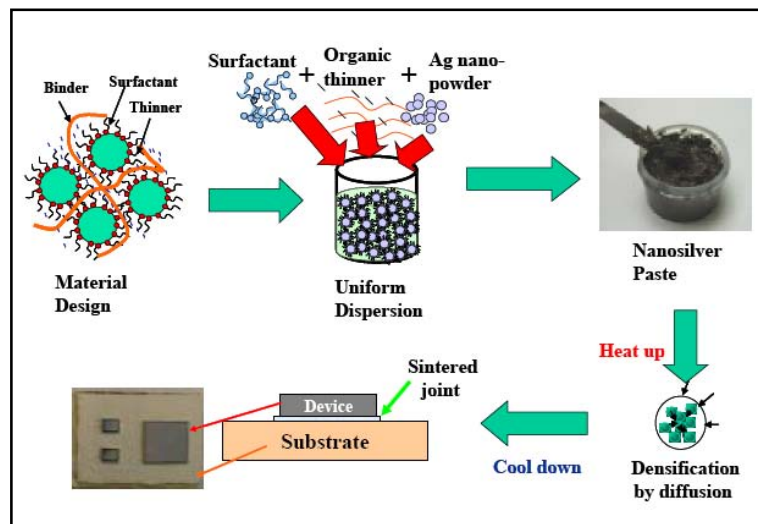 Binder
Surfactant
Thinner
Material
Design
Surfactant
+
Organic
thinner
+
Ag nano-
powder
Uniform
Dispersion
Nanosilver
Paste
Heat up
Densification
by diffusion
Cool down
Sintered
joint
Device
Substrate